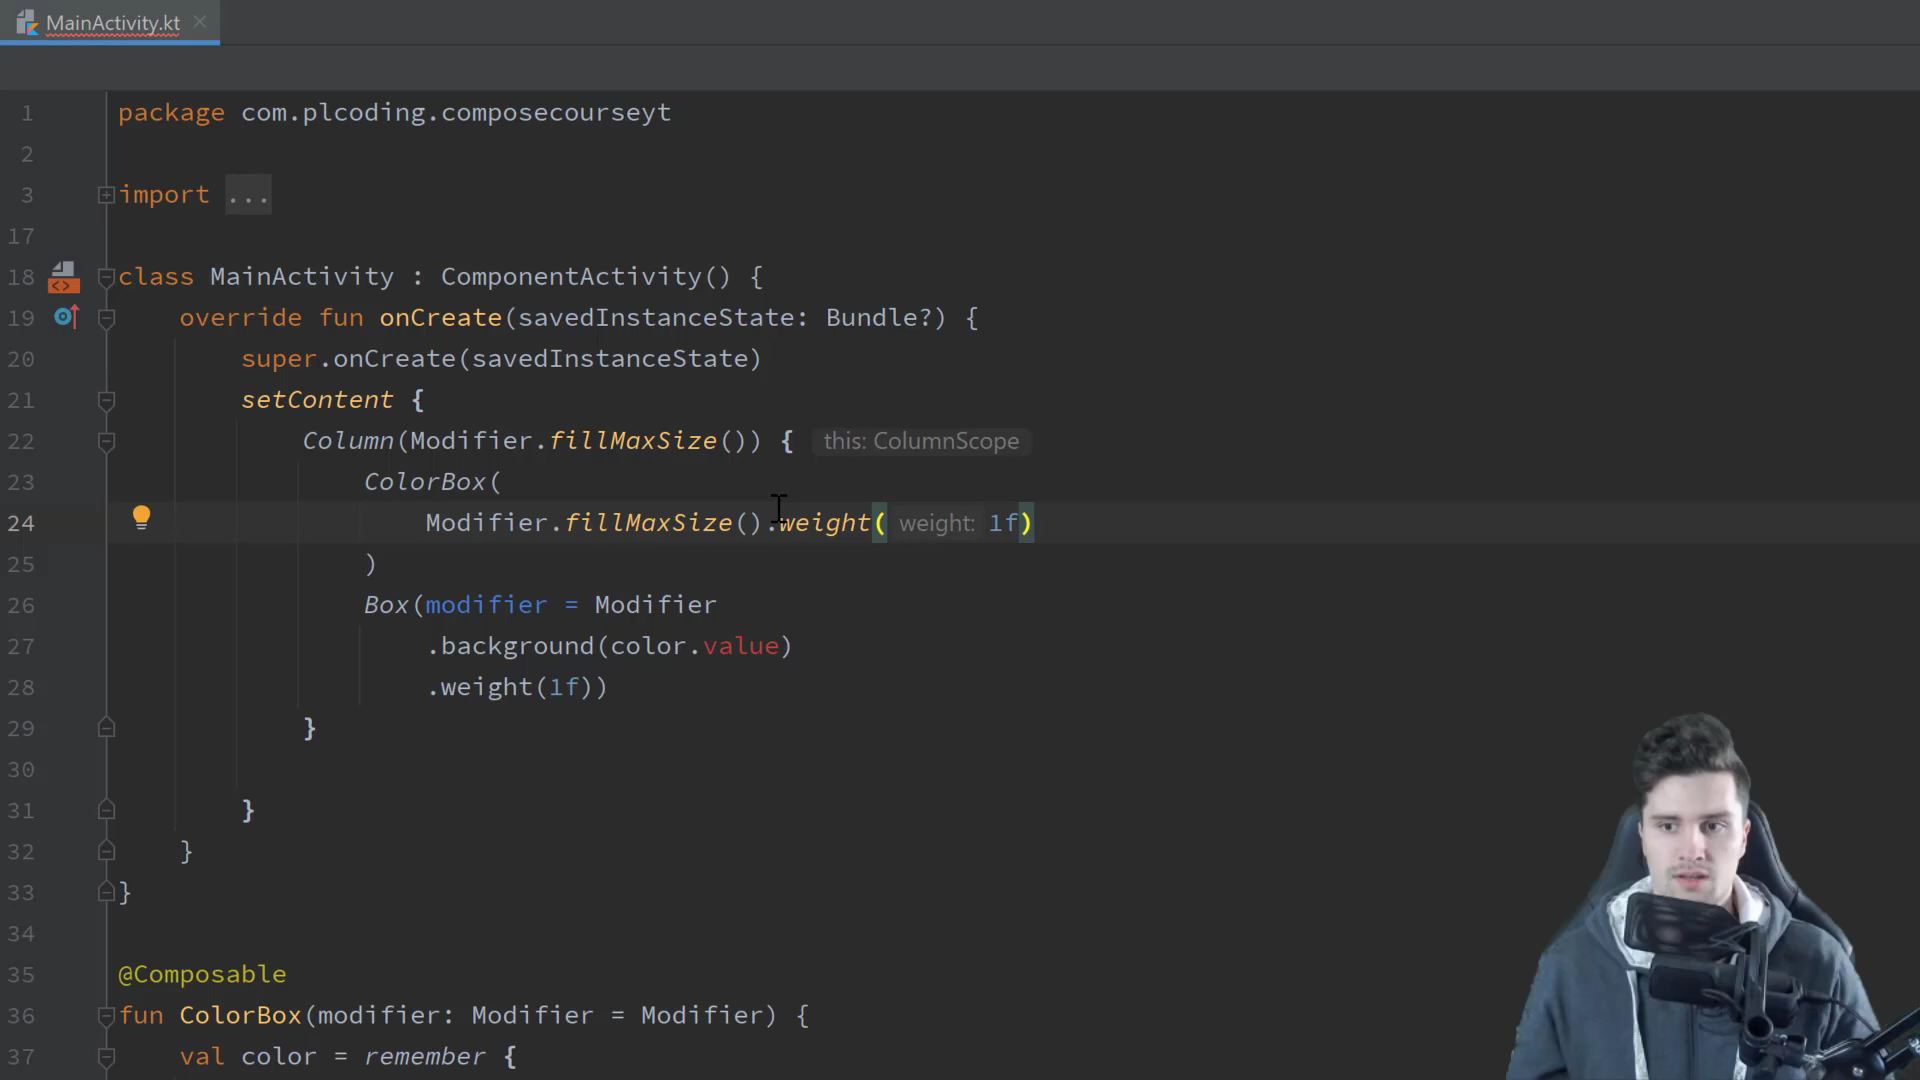 MainActivity.kt
1 package com.plcoding.composecourseyt
2
3 import ...
17
18 class MainActivity : ComponentActivity() {
19 override fun onCreate(savedInstanceState: Bundle?) {
20 super.onCreate(savedInstanceState)
21 setContent {
22 Column(Modifier.fillMaxSize()) { this: ColumnScope
23 ColorBox(
24 Modifier.fillMaxSize().weight( weight: 1f)
25 )
26 Box(modifier = Modifier
27 .background(color.value)
28 .weight(1f))
29 }
30
31 }
32 }
33 }
34
35 @Composable
36 fun ColorBox(modifier: Modifier = Modifier) {
37 val color = remember {